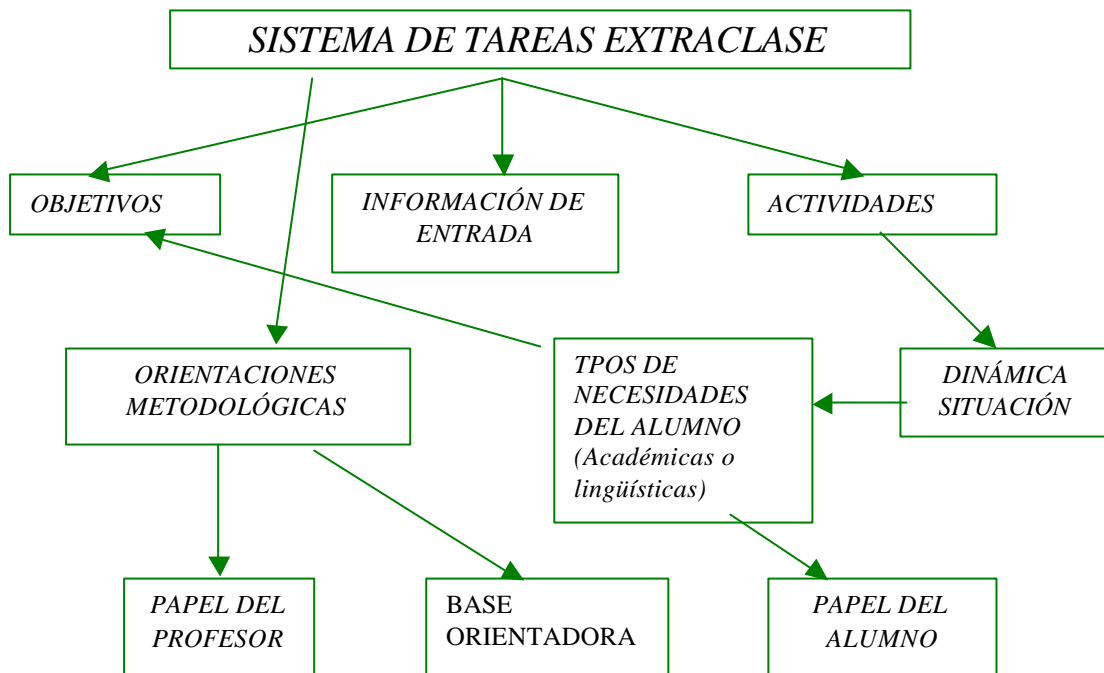 SISTEMA DE TAREAS EXTRACLASE
OBJETIVOS
INFORMACIÓN DE
ENTRADA
ACTIVIDADES
ORIENTACIONES
METODOLÓGICAS
TPOS DE
NECESIDADES
DEL ALUMNO
(Académicas o
lingüísticas)
DINÁMICA
SITUACIÓN
PAPEL DEL
PROFESOR
BASE
ORIENTADORA
PAPEL DEL
ALUMNO